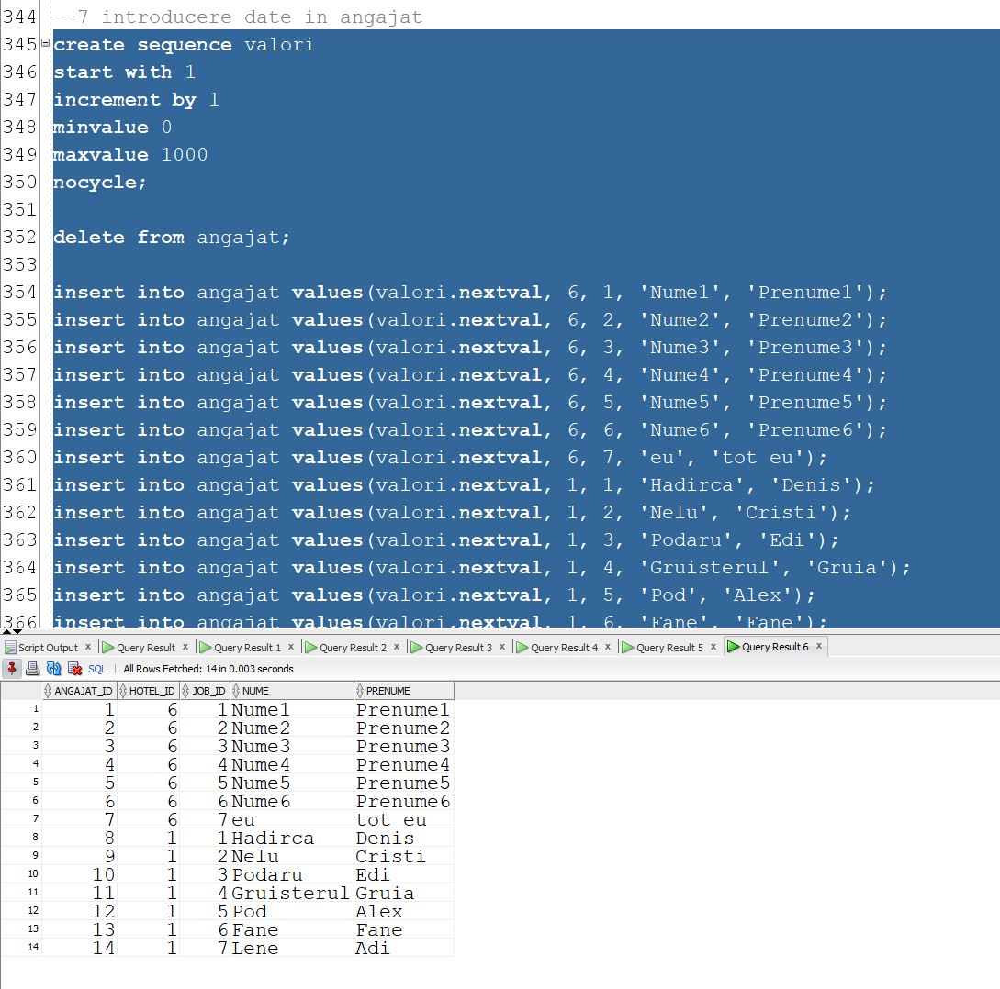 344 --7 introducere date in angajat
345 create sequence valori
346 start with 1
347 increment by 1
348 minvalue 0
349 maxvalue 1000
350 nocycle;
351
352 delete from angajat;
353
354 insert into angajat values(valori.nextval, 6, 1, 'Nume1', 'Prenume1');
355 insert into angajat values(valori.nextval, 6, 2, 'Nume2', 'Prenume2');
356 insert into angajat values(valori.nextval, 6, 3, 'Nume3', 'Prenume3');
357 insert into angajat values(valori.nextval, 6, 4, 'Nume4', 'Prenume4');
358 insert into angajat values(valori.nextval, 6, 5, 'Nume5', 'Prenume5');
359 insert into angajat values(valori.nextval, 6, 6, 'Nume6', 'Prenume6');
360 insert into angajat values(valori.nextval, 6, 7, 'eu', 'tot eu');
361 insert into angajat values(valori.nextval, 1, 1, 'Hadirca', 'Denis');
362 insert into angajat values(valori.nextval, 1, 2, 'Nelu', 'Cristi');
363 insert into angajat values(valori.nextval, 1, 3, 'Podaru', 'Edi');
364 insert into angajat values(valori.nextval, 1, 4, 'Gruisterul', 'Gruia');
365 insert into angajat values(valori.nextval, 1, 5, 'Pod', 'Alex');
366 insert into angajat values(valori.nextval, 1, 6, 'Fane', 'Fane');
Script Output x Query Result x Query Result 1 x Query Result 2 x Query Result 3 x Query Result 4 x Query Result 5 x Query Result 6 x
SQL | All Rows Fetched: 14 in 0.003 seconds
ANGAJAT_ID HOTEL_ID JOB_ID NUME PRENUME
1 1 6 1 Nume1 Prenume1
2 2 6 2 Nume2 Prenume2
3 3 6 3 Nume3 Prenume3
4 4 6 4 Nume4 Prenume4
5 5 6 5 Nume5 Prenume5
6 6 6 6 Nume6 Prenume6
7 7 6 7 eu tot eu
8 8 1 1 Hadirca Denis
9 9 1 2 Nelu Cristi
10 10 1 3 Podaru Edi
11 11 1 4 Gruisterul Gruia
12 12 1 5 Pod Alex
13 13 1 6 Fane Fane
14 14 1 7 Lene Adi